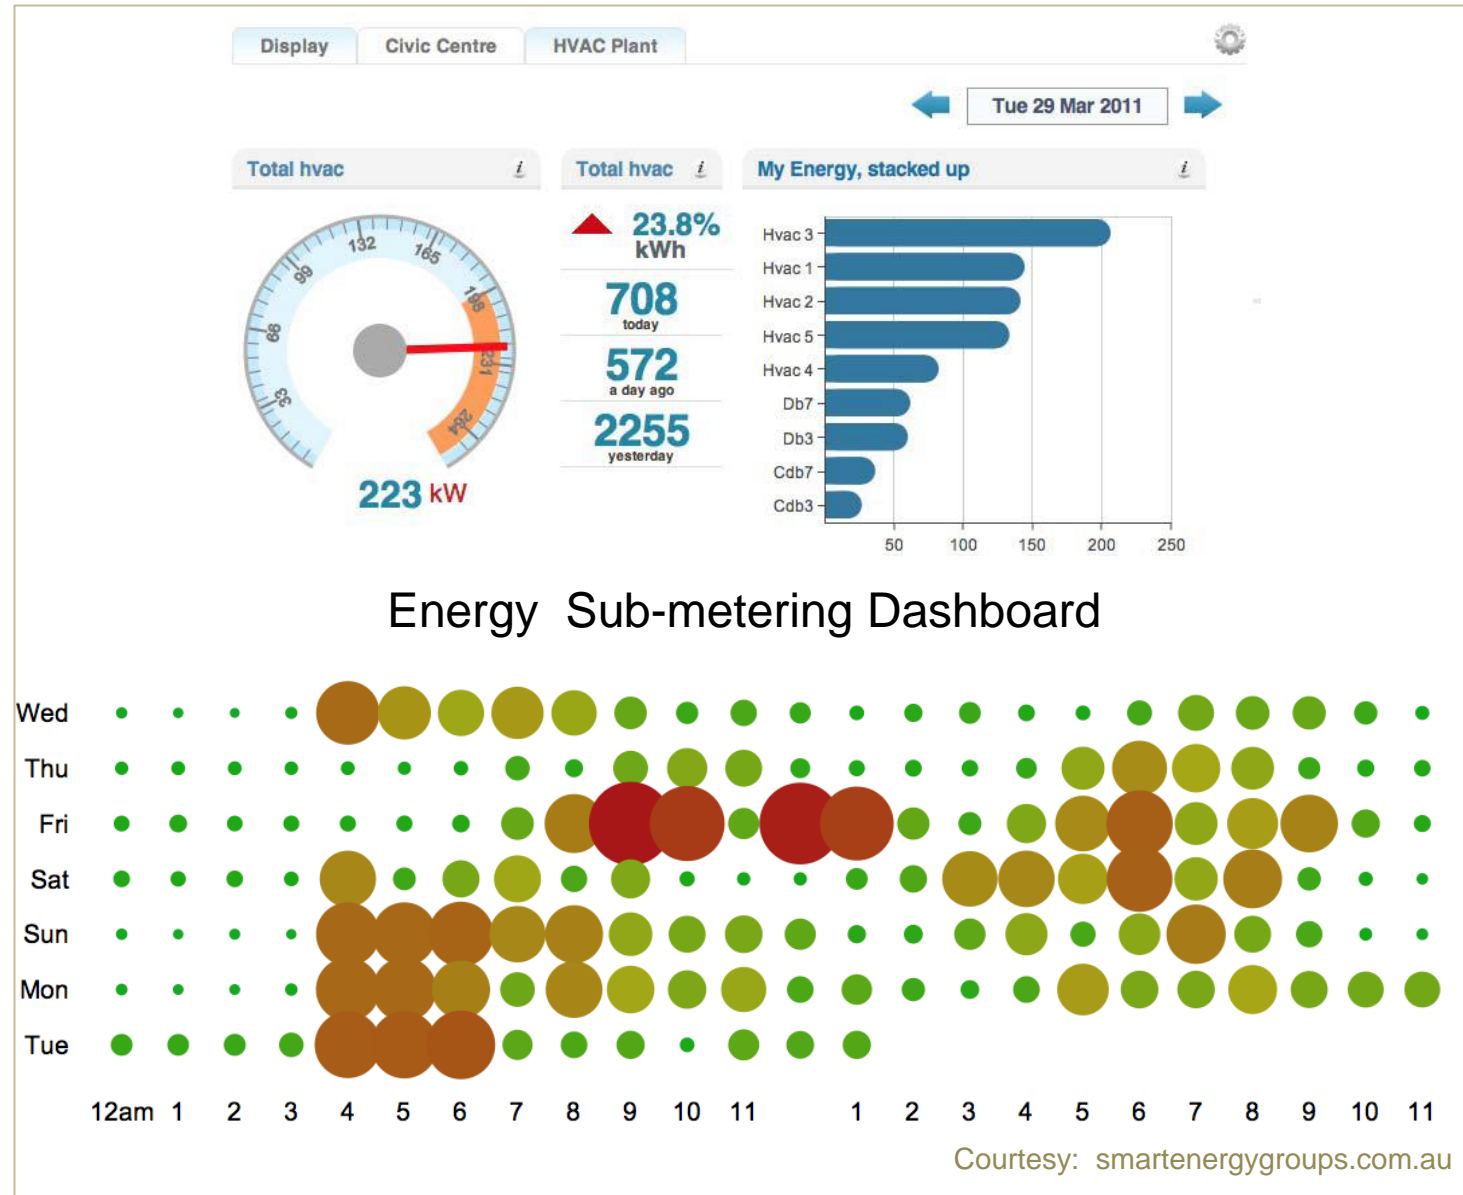 Display Civic Centre HVAC Plant
Tue 29 Mar 2011
Total hvac i
33 66 99 132 165 198 231 264
223 kW
Total hvac i
23.8%
kWh
708
today
572
a day ago
2255
yesterday
My Energy, stacked up i
Hvac 3
Hvac 1
Hvac 2
Hvac 5
Hvac 4
Db7
Db3
Cdb7
Cdb3
50 100 150 200 250
Energy Sub-metering Dashboard
Wed
Thu
Fri
Sat
Sun
Mon
Tue
12am 1 2 3 4 5 6 7 8 9 10 11 1 2 3 4 5 6 7 8 9 10 11
Courtesy: smartenergygroups.com.au